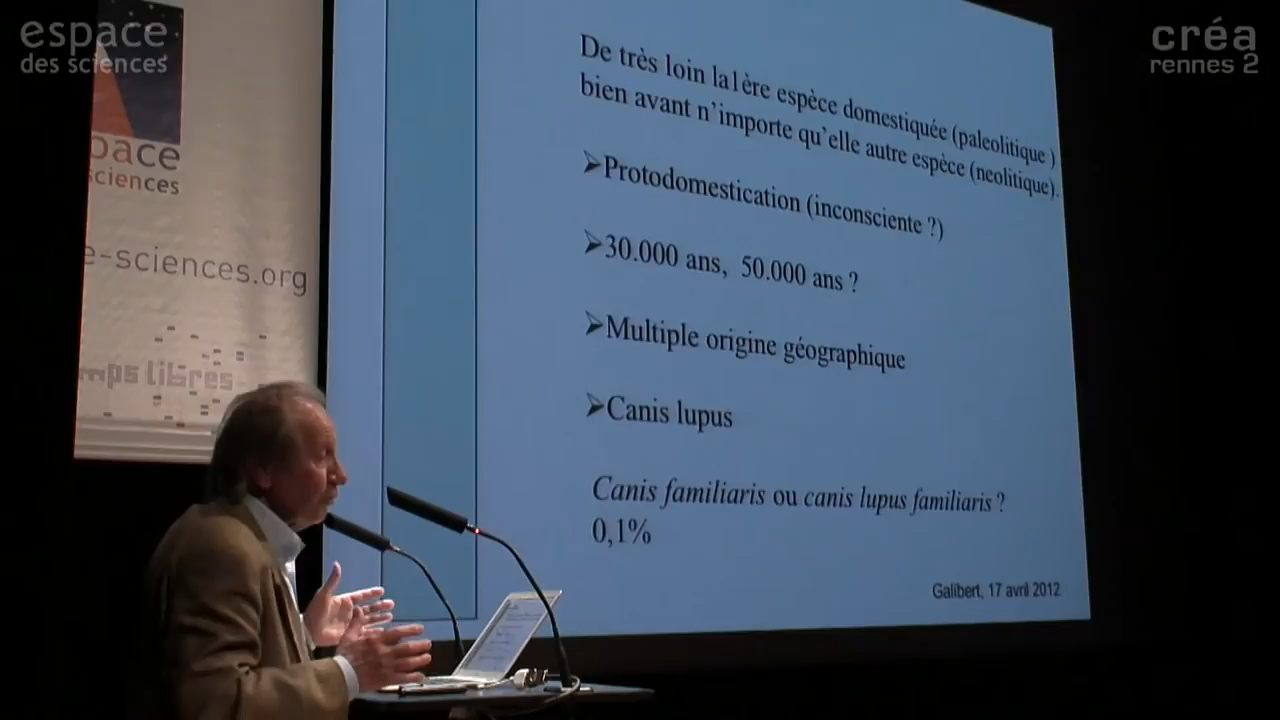 espace
des sciences
créa
rennes 2
pace
sciences
e-sciences.org
mps libres
De très loin la1ère espèce domestiquée (paleolitique )
bien avant n'importe qu'elle autre espèce (neolitique).
➢Protodomestication (inconsciente ?)
➢30.000 ans, 50.000 ans ?
➢Multiple origine géographique
➢Canis lupus
Canis familiaris ou canis lupus familiaris ?
0,1%
Galibert, 17 avril 2012